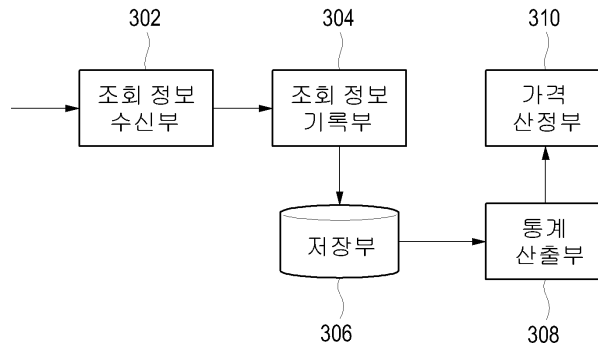 302
304
310
조회 정보
수신부
조회 정보
기록부
가격
산정부
저장부
통계
산출부
306
308